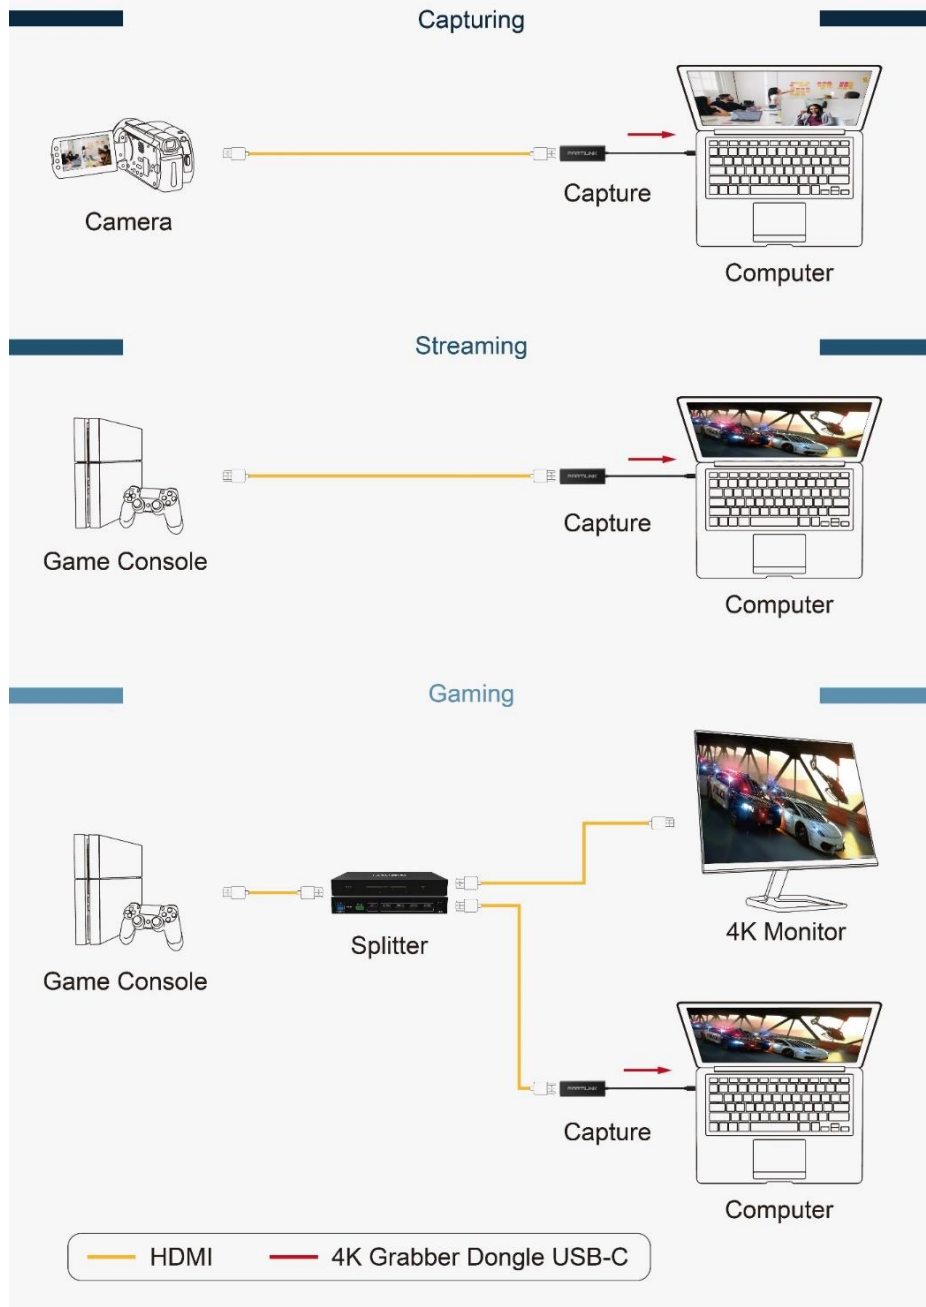 Capturing
Camera
Capture
Computer
Streaming
Game Console
Capture
Computer
Gaming
Game Console
Splitter
4K Monitor
Capture
Computer
HDMI
4K Grabber Dongle USB-C